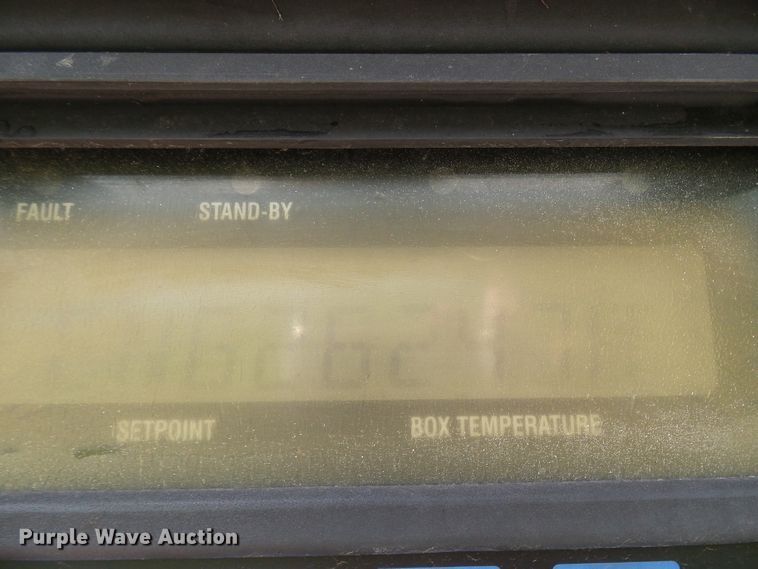 FAULT STAND-BY
SETPOINT BOX TEMPERATURE
Purple Wave Auction